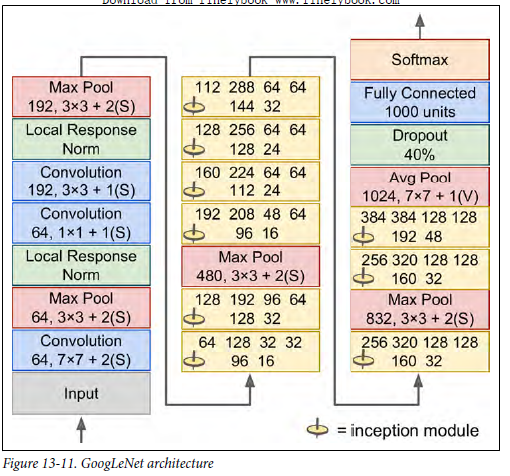 Download from finelybook www.finelybook.com
Max Pool
192, 3×3 + 2(S)
Local Response
Norm
Convolution
192, 3×3 + 1(S)
Convolution
64, 1×1 + 1(S)
Local Response
Norm
Max Pool
64, 3×3 + 2(S)
Convolution
64, 7×7 + 2(S)
Input
112 288 64 64
144 32
128 256 64 64
128 24
160 224 64 64
112 24
192 208 48 64
96 16
Max Pool
480, 3×3 + 2(S)
128 192 96 64
128 32
64 128 32 32
96 16
Softmax
Fully Connected
1000 units
Dropout
40%
Avg Pool
1024, 7×7 + 1(V)
384 384 128 128
192 48
256 320 128 128
160 32
Max Pool
832, 3×3 + 2(S)
256 320 128 128
160 32
= inception module
Figure 13-11. GoogLeNet architecture